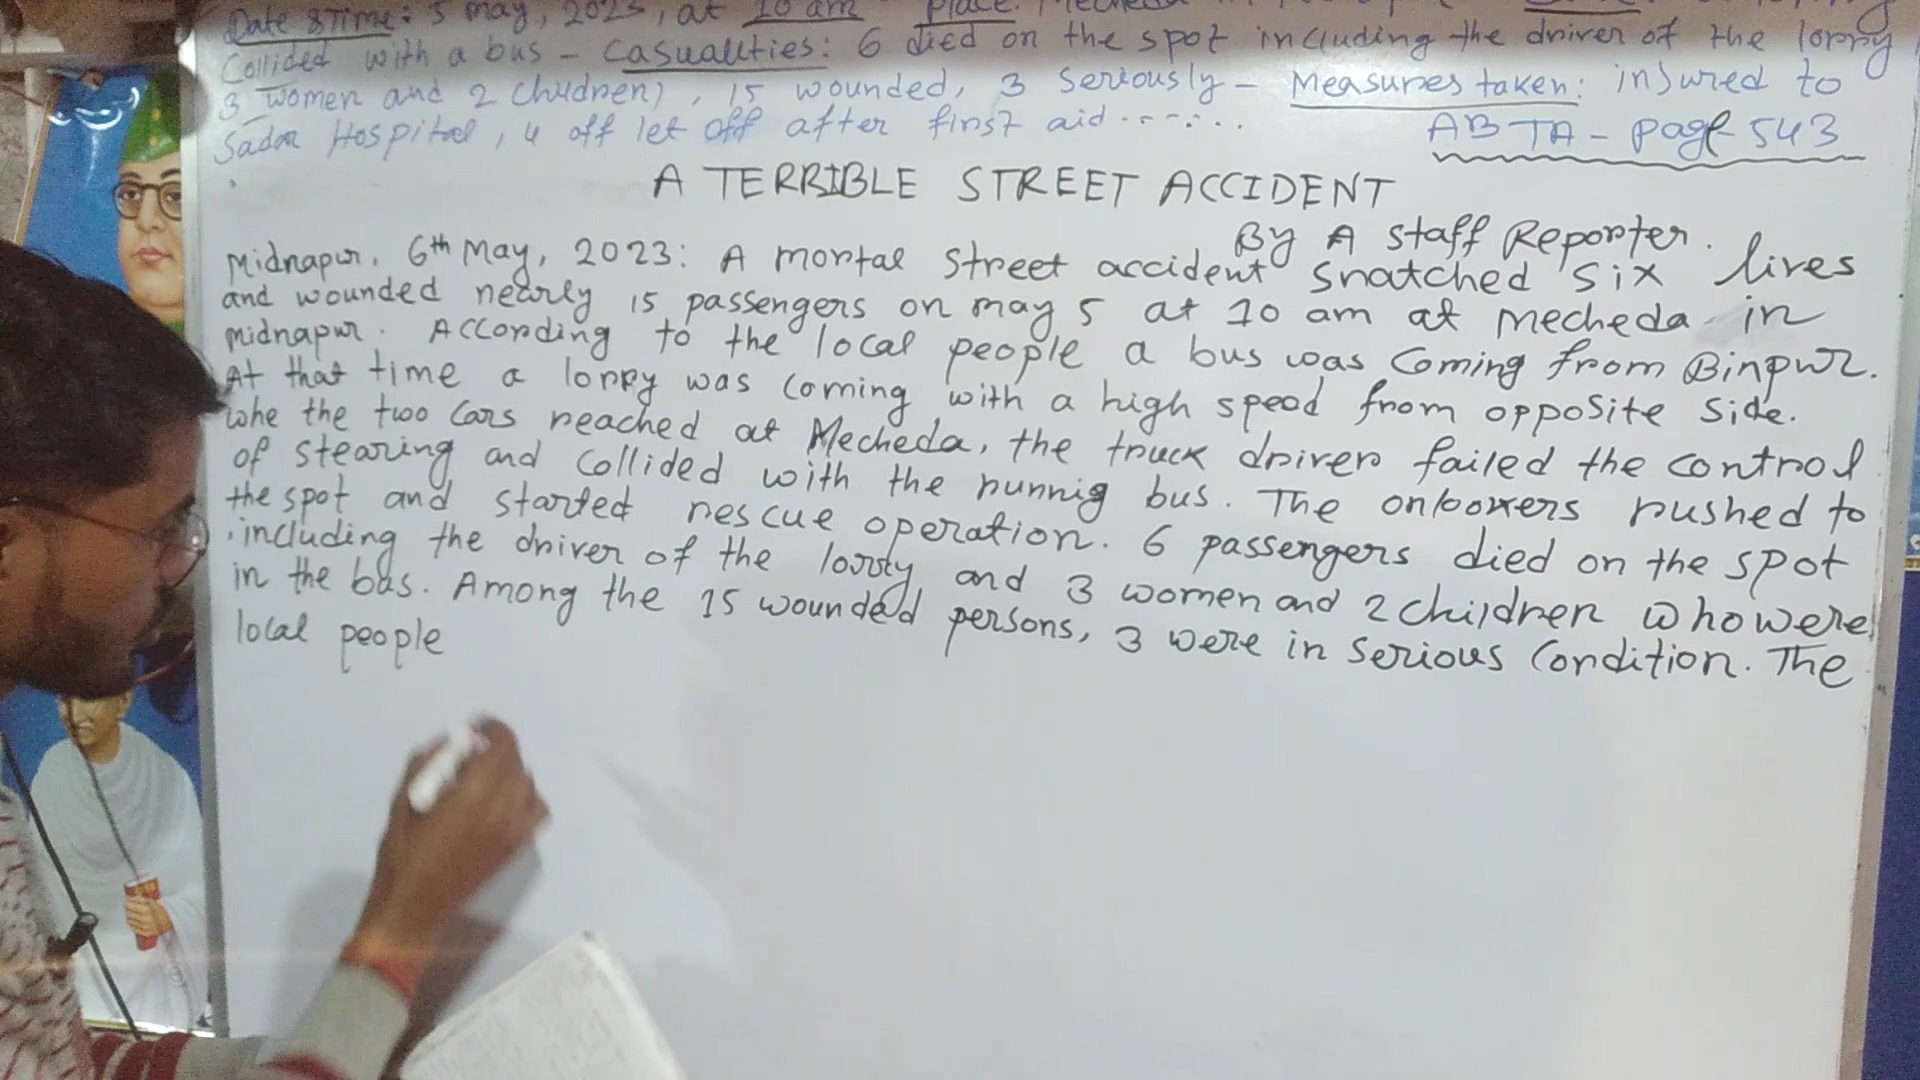 Date & Time: 5 May, 2023, at 10 am Place: Mecheda in
Collided with a bus - Casualities: 6 died on the spot including the driver of the lorry
3 women and 2 children), 15 wounded, 3 seriously - Measures taken: injured to
Sadar Hospital, 4 off let off after first aid ......
ABTA - page 543
A TERRIBLE STREET ACCIDENT
By A Staff Reporter.
Midnapur, 6th May, 2023: A mortal street accident snatched six lives
and wounded nearly 15 passengers on may 5 at 10 am at Mecheda in
Midnapur. According to the local people a bus was coming from Binpur.
At that time a lorry was coming with a high speed from opposite side.
Whe the two cars reached at Mecheda, the truck driver failed the control
of stearing and collided with the runnig bus. The onlookers rushed to
the spot and started rescue operation. 6 passengers died on the spot
including the driver of the lorry and 3 women and 2 children who were
in the bus. Among the 15 wounded persons, 3 were in serious condition. The
local people